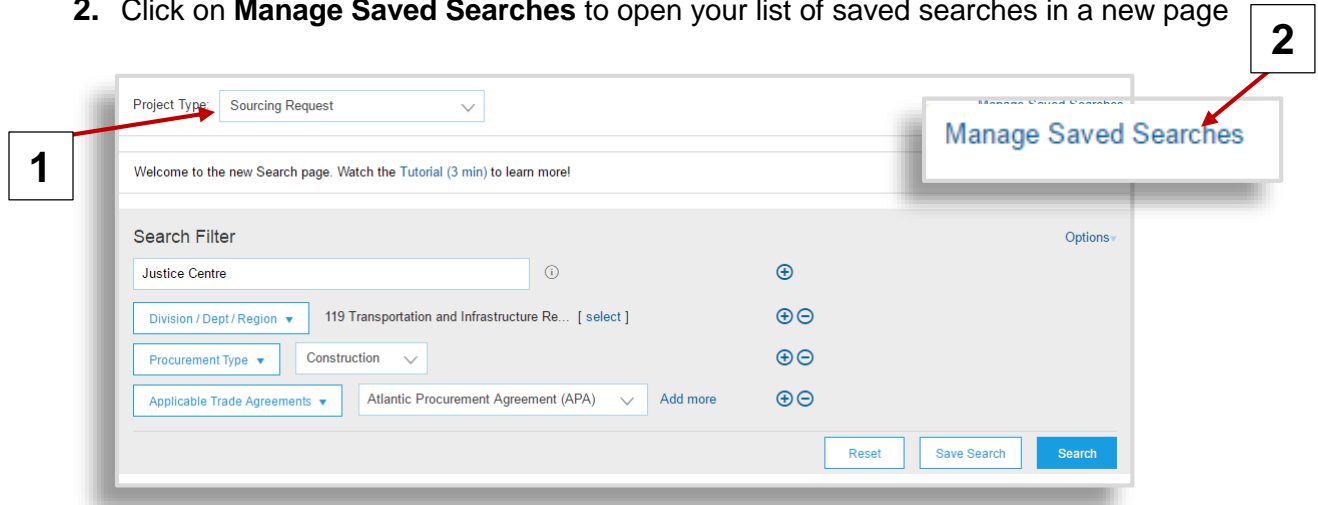 2. Click on Manage Saved Searches to open your list of saved searches in a new page
2
Project Type: Sourcing Request
Manage Saved Searches
Manage Saved Searches
1
Welcome to the new Search page. Watch the Tutorial (3 min) to learn more!
Search Filter
Options
Justice Centre
Division / Dept / Region 119 Transportation and Infrastructure Re... [ select ]
Procurement Type Construction
Applicable Trade Agreements Atlantic Procurement Agreement (APA) Add more
Reset Save Search Search